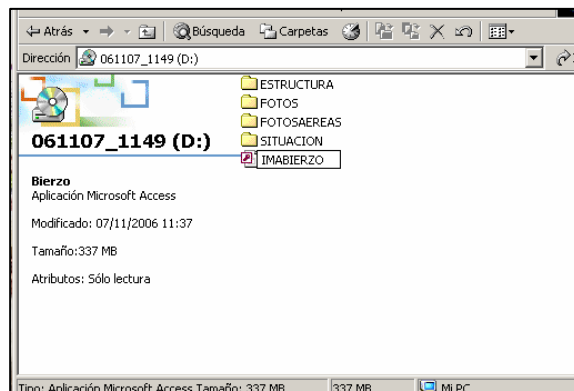 Atrás Búsqueda Carpetas
Dirección 061107_1149 (D:)
061107_1149 (D:)
Bierzo
Aplicación Microsoft Access
Modificado: 07/11/2006 11:37
Tamaño:337 MB
Atributos: Sólo lectura
ESTRUCTURA
FOTOS
FOTOSAEREAS
SITUACION
IMABIERZO
Tipo: Aplicación Microsoft Access Tamaño: 337 MB 337 MB Mi PC